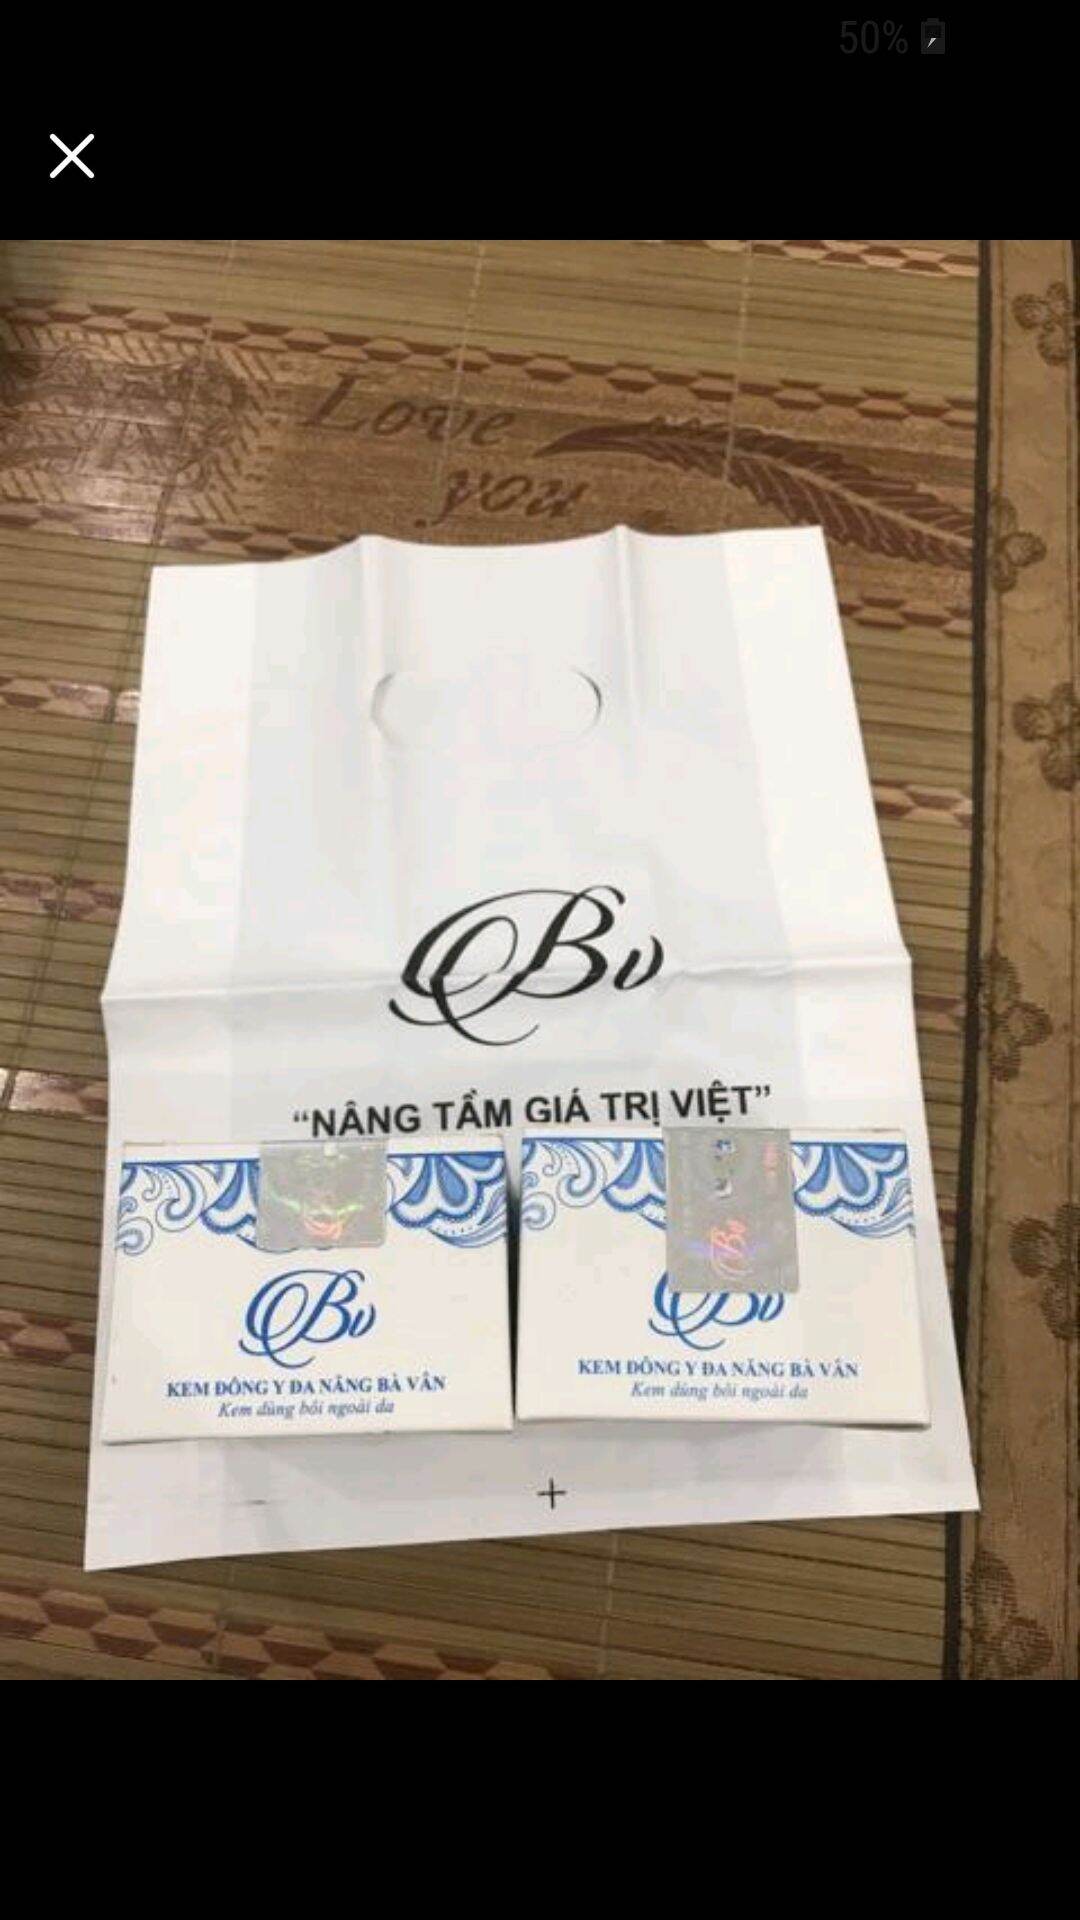 50%
Love
you
Bv
“NÂNG TẦM GIÁ TRỊ VIỆT”
Bv
KEM ĐÔNG Y ĐA NĂNG BÀ VÂN
Kem dùng bôi ngoài da
Bv
Bv
KEM ĐÔNG Y ĐA NĂNG BÀ VÂN
Kem dùng bôi ngoài da